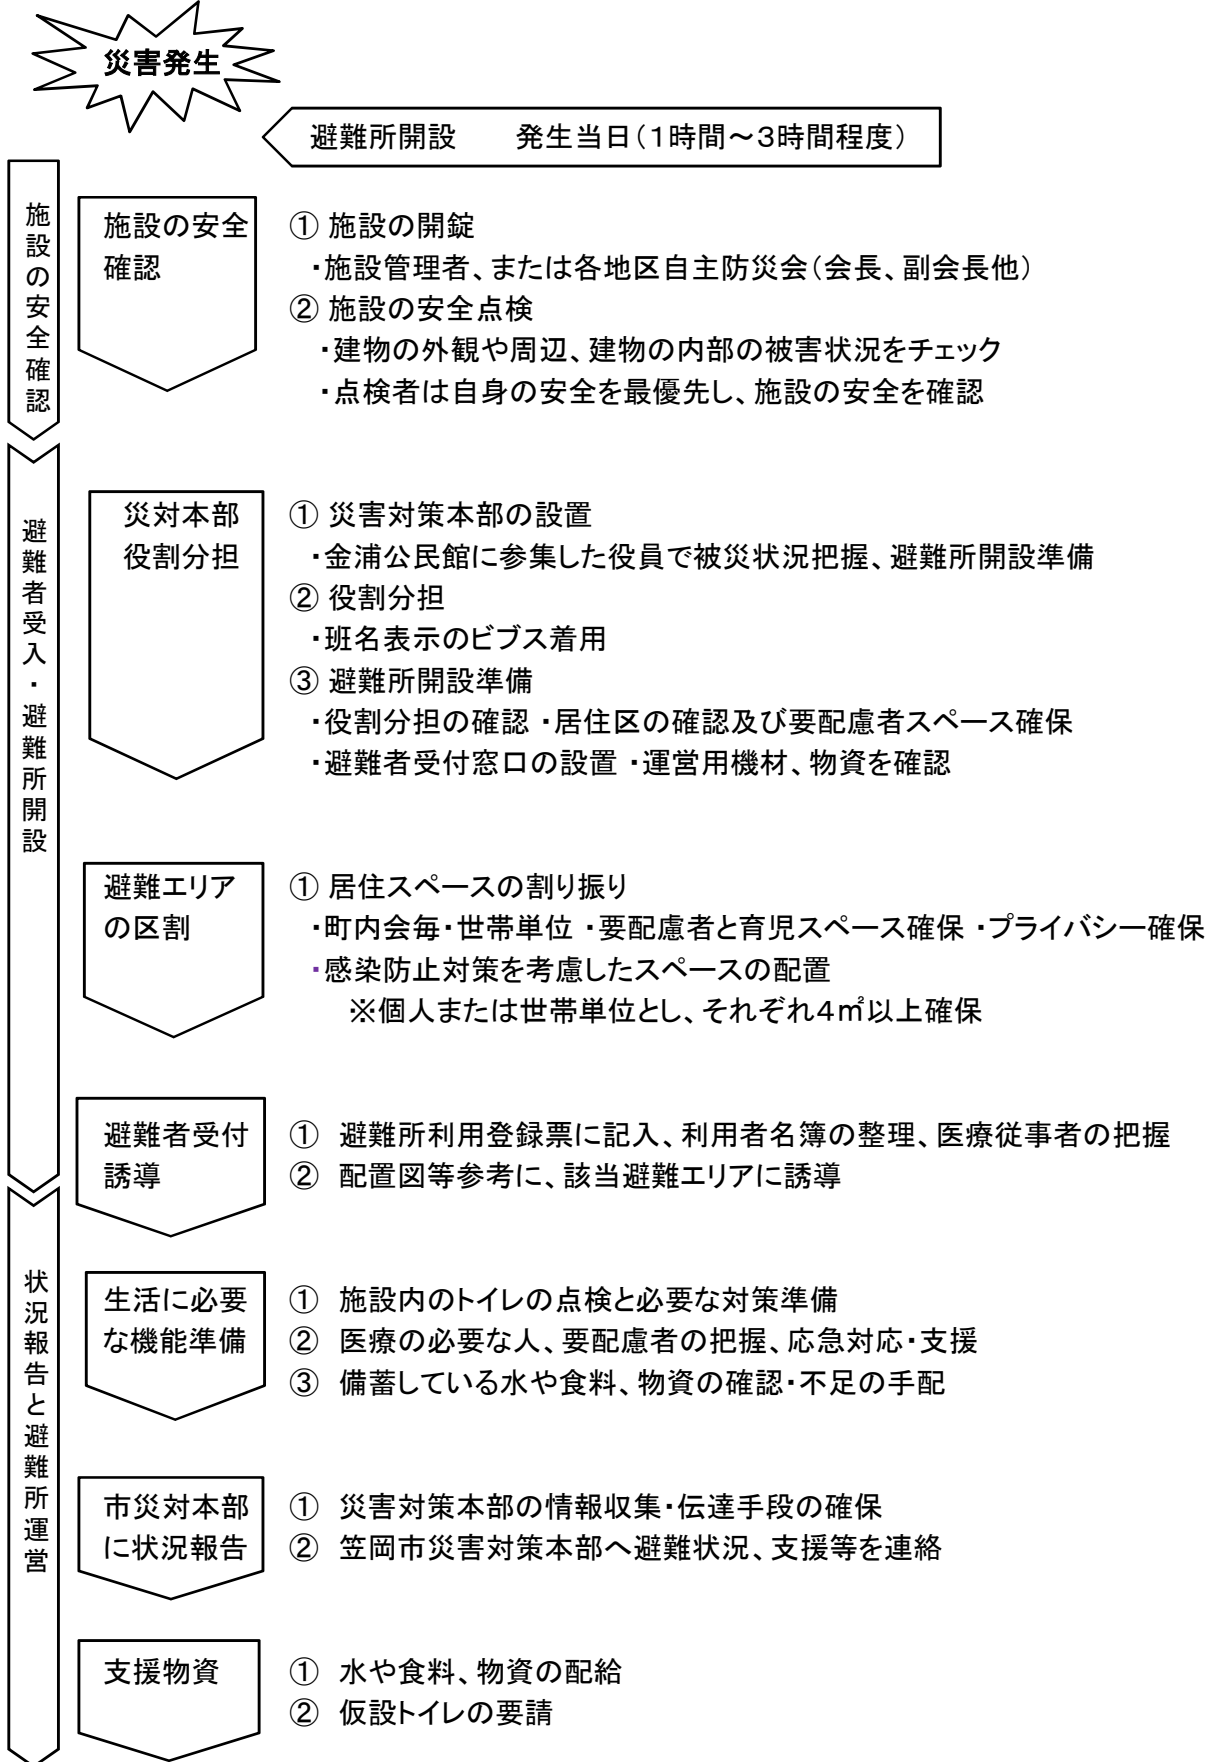 災害発生
避難所開設　　発生当日(1時間～3時間程度)
施設の安全確認
施設の安全
確認
① 施設の開錠
・施設管理者、または各地区自主防災会(会長、副会長他)
② 施設の安全点検
・建物の外観や周辺、建物の内部の被害状況をチェック
・点検者は自身の安全を最優先し、施設の安全を確認
避難者受入・避難所開設
災対本部
役割分担
① 災害対策本部の設置
・金浦公民館に参集した役員で被災状況把握、避難所開設準備
② 役割分担
・班名表示のビブス着用
③ 避難所開設準備
・役割分担の確認 ・居住区の確認及び要配慮者スペース確保
・避難者受付窓口の設置 ・運営用機材、物資を確認
避難エリア
の区割
① 居住スペースの割り振り
・町内会毎・世帯単位 ・要配慮者と育児スペース確保 ・プライバシー確保
・感染防止対策を考慮したスペースの配置
※個人または世帯単位とし、それぞれ4㎡以上確保
避難者受付
誘導
①　避難所利用登録票に記入、利用者名簿の整理、医療従事者の把握
②　配置図等参考に、該当避難エリアに誘導
状況報告と避難所運営
生活に必要
な機能準備
①　施設内のトイレの点検と必要な対策準備
②　医療の必要な人、要配慮者の把握、応急対応・支援
③　備蓄している水や食料、物資の確認・不足の手配
市災対本部
に状況報告
①　災害対策本部の情報収集・伝達手段の確保
②　笠岡市災害対策本部へ避難状況、支援等を連絡
支援物資
①　水や食料、物資の配給
②　仮設トイレの要請